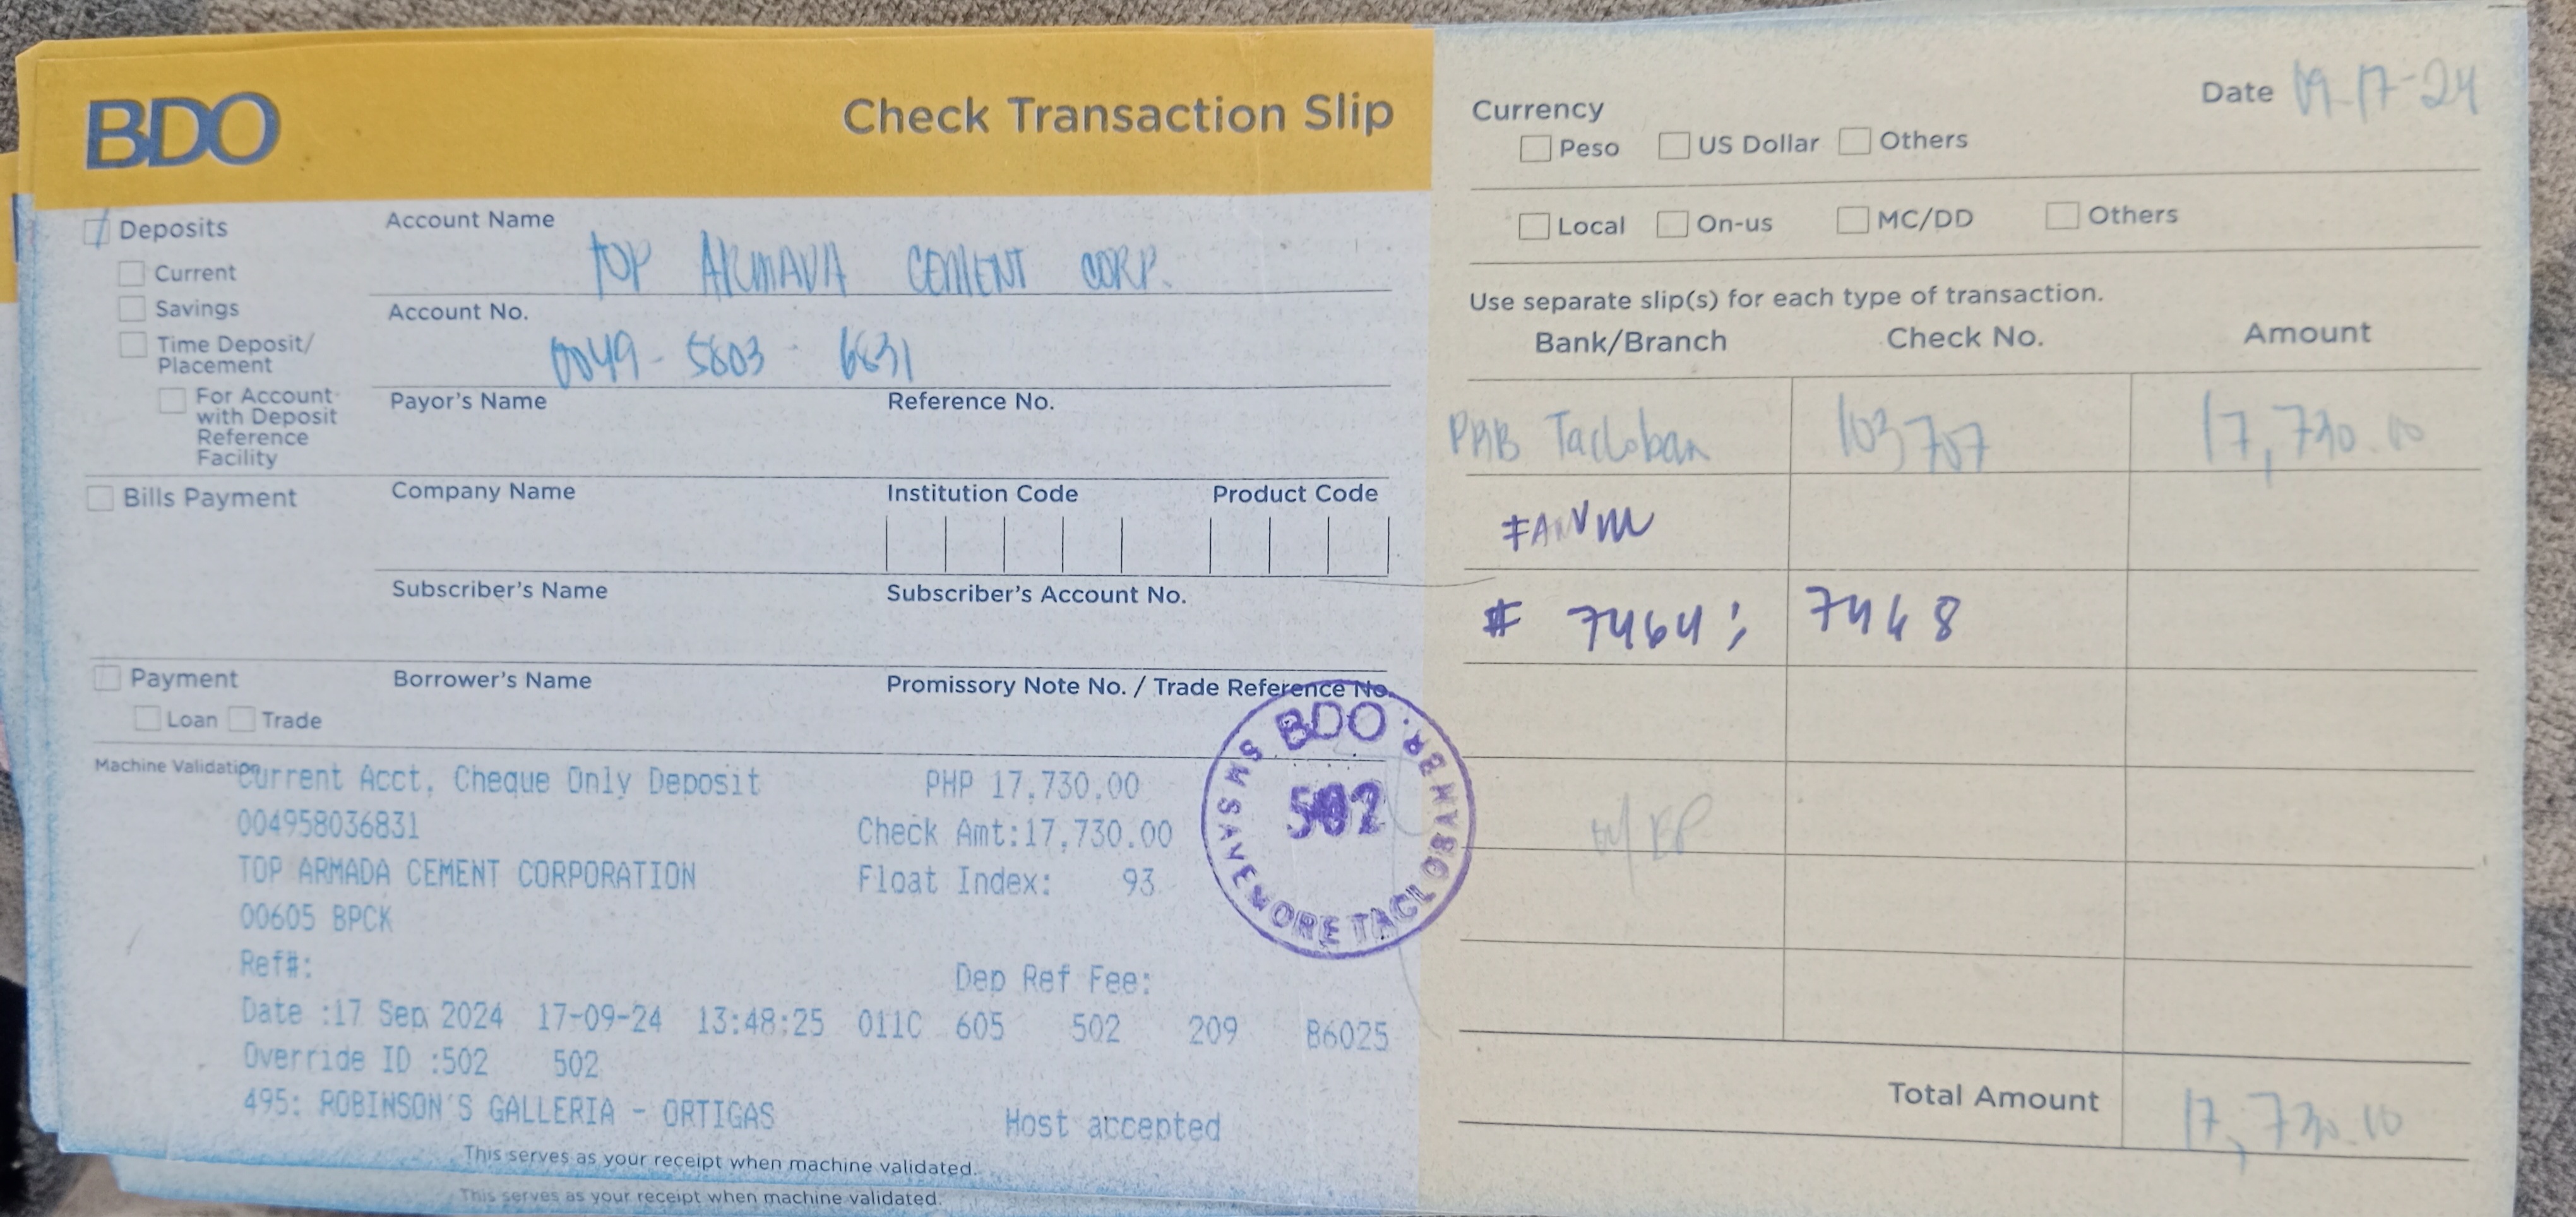 BDO
Check Transaction Slip
Deposits
Current
Savings
Time Deposit/
Placement
For Account
with Deposit
Reference
Facility
Account Name
TOP ARMADA CEMENT CORP.
Account No.
0049 - 5803 - 6831
Payor's Name Reference No.
Bills Payment
Company Name Institution Code Product Code
Subscriber's Name Subscriber's Account No.
Payment
Loan Trade
Borrower's Name Promissory Note No. / Trade Reference No.
Machine Validation
Current Acct, Cheque Only Deposit PHP 17,730.00
004958036831 Check Amt:17,730.00
TOP ARMADA CEMENT CORPORATION Float Index: 93
00605 BPCK
Ref#: Dep Ref Fee:
Date :17 Sep 2024 17-09-24 13:48:25 011C 605 502 209 B6025
Override ID :502 502
495: ROBINSON'S GALLERIA - ORTIGAS Host accepted
This serves as your receipt when machine validated.
This serves as your receipt when machine validated.
BDO
502
SM SAVEMORE TACLOBAN BR.
Currency Date 09-17-24
Peso US Dollar Others
Local On-us MC/DD Others
Use separate slip(s) for each type of transaction.
Bank/Branch Check No. Amount
Tacloban 103707 17,730.00
# 7464; 7468
Total Amount 17,730.00